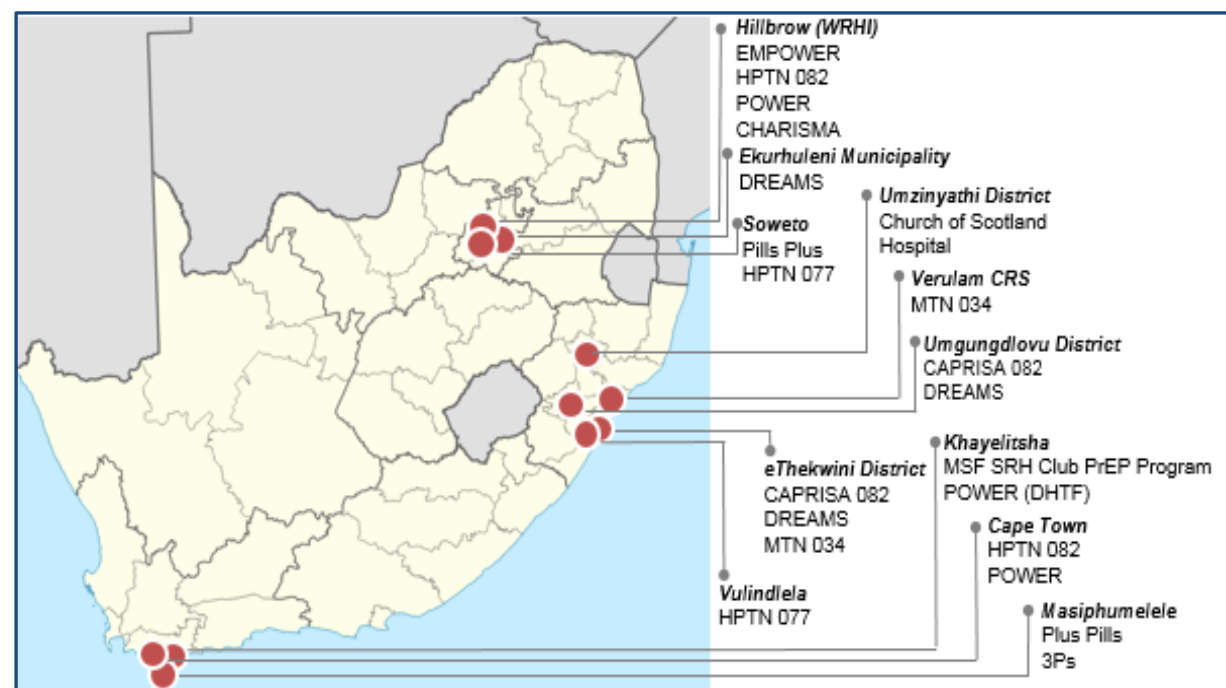 Hillbrow (WRHI)
EMPOWER
HPTN 082
POWER
CHARISMA
Ekurhuleni Municipality
DREAMS
Soweto
Pills Plus
HPTN 077
Umzinyathi District
Church of Scotland
Hospital
Verulam CRS
MTN 034
Umgungdlovu District
CAPRISA 082
DREAMS
eThekwini District
CAPRISA 082
DREAMS
MTN 034
Vulindlela
HPTN 077
Khayelitsha
MSF SRH Club PrEP Program
POWER (DHTF)
Cape Town
HPTN 082
POWER
Masiphumelele
Plus Pills
3Ps